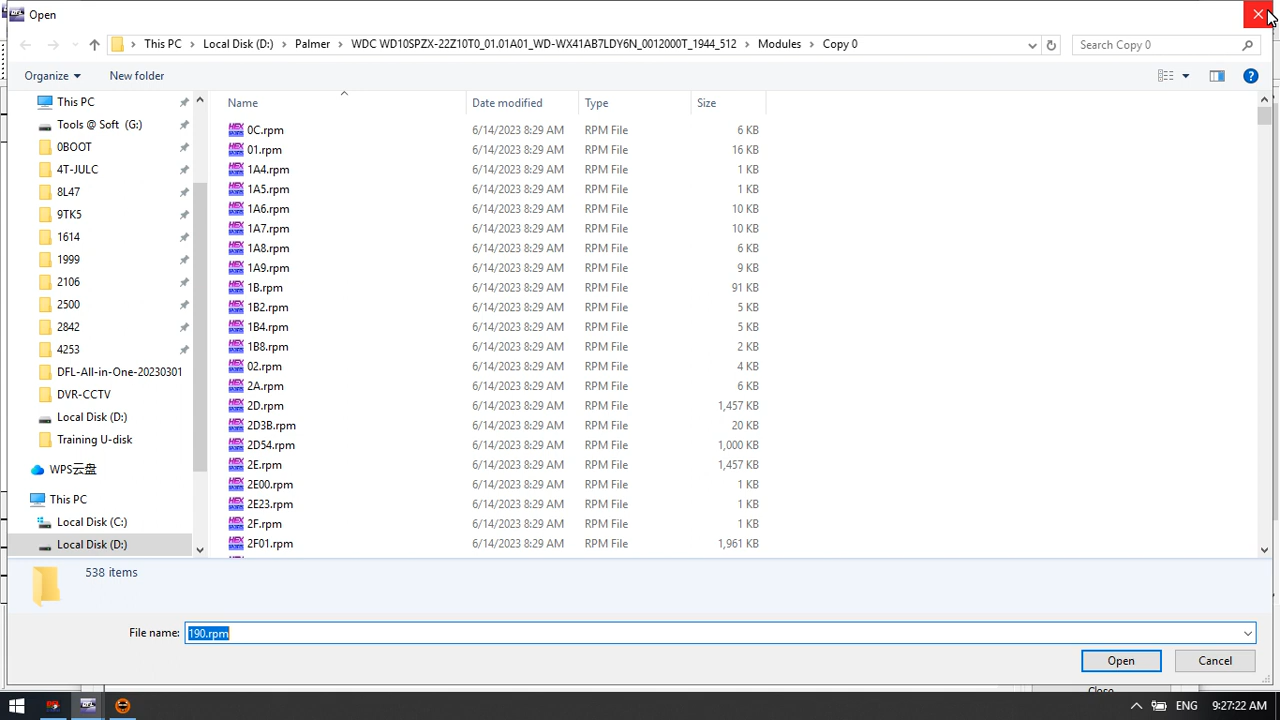 Open
This PC > Local Disk (D:) > Palmer > WDC WD10SPZX-22Z10T0_01.01A01_WD-WX41AB7LDY6N_0012000T_1944_512 > Modules > Copy 0
Search Copy 0
Organize
New folder
This PC
Tools @ Soft (G:)
0BOOT
4T-JULC
8L47
9TK5
1614
1999
2106
2500
2842
4253
DFL-All-in-One-20230301
DVR-CCTV
Local Disk (D:)
Training U-disk
WPS云盘
This PC
Local Disk (C:)
Local Disk (D:)
Name Date modified Type Size
0C.rpm 6/14/2023 8:29 AM RPM File 6 KB
01.rpm 6/14/2023 8:29 AM RPM File 16 KB
1A4.rpm 6/14/2023 8:29 AM RPM File 1 KB
1A5.rpm 6/14/2023 8:29 AM RPM File 1 KB
1A6.rpm 6/14/2023 8:29 AM RPM File 10 KB
1A7.rpm 6/14/2023 8:29 AM RPM File 10 KB
1A8.rpm 6/14/2023 8:29 AM RPM File 6 KB
1A9.rpm 6/14/2023 8:29 AM RPM File 9 KB
1B.rpm 6/14/2023 8:29 AM RPM File 91 KB
1B2.rpm 6/14/2023 8:29 AM RPM File 5 KB
1B4.rpm 6/14/2023 8:29 AM RPM File 5 KB
1B8.rpm 6/14/2023 8:29 AM RPM File 2 KB
02.rpm 6/14/2023 8:29 AM RPM File 4 KB
2A.rpm 6/14/2023 8:29 AM RPM File 6 KB
2D.rpm 6/14/2023 8:29 AM RPM File 1,457 KB
2D3B.rpm 6/14/2023 8:29 AM RPM File 20 KB
2D54.rpm 6/14/2023 8:29 AM RPM File 1,000 KB
2E.rpm 6/14/2023 8:29 AM RPM File 1,457 KB
2E00.rpm 6/14/2023 8:29 AM RPM File 1 KB
2E23.rpm 6/14/2023 8:29 AM RPM File 1 KB
2F.rpm 6/14/2023 8:29 AM RPM File 1 KB
2F01.rpm 6/14/2023 8:29 AM RPM File 1,961 KB
538 items
File name: 190.rpm
Open
Cancel
Close
ENG 9:27:22 AM